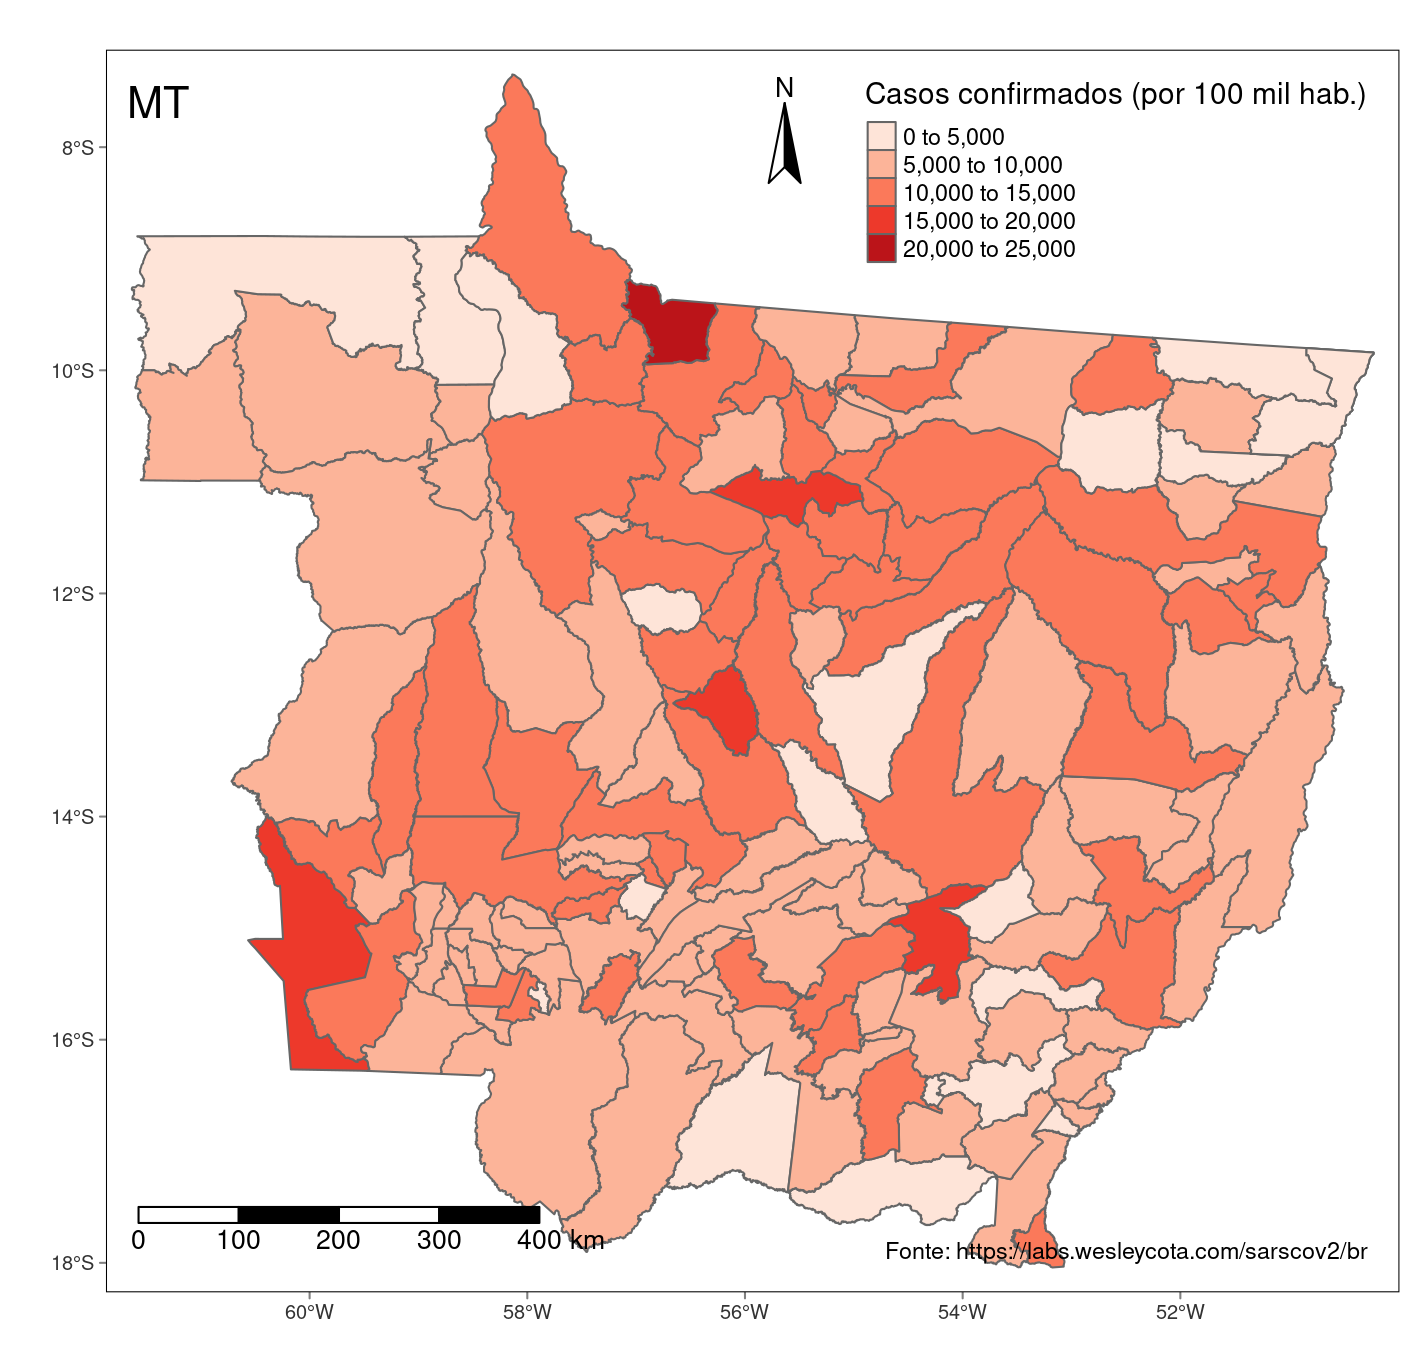 MT
N
Casos confirmados (por 100 mil hab.)
0 to 5,000
5,000 to 10,000
10,000 to 15,000
15,000 to 20,000
20,000 to 25,000
8°S
10°S
12°S
14°S
16°S
18°S
0 100 200 300 400 km
Fonte: https://labs.wesleycota.com/sarscov2/br
60°W 58°W 56°W 54°W 52°W